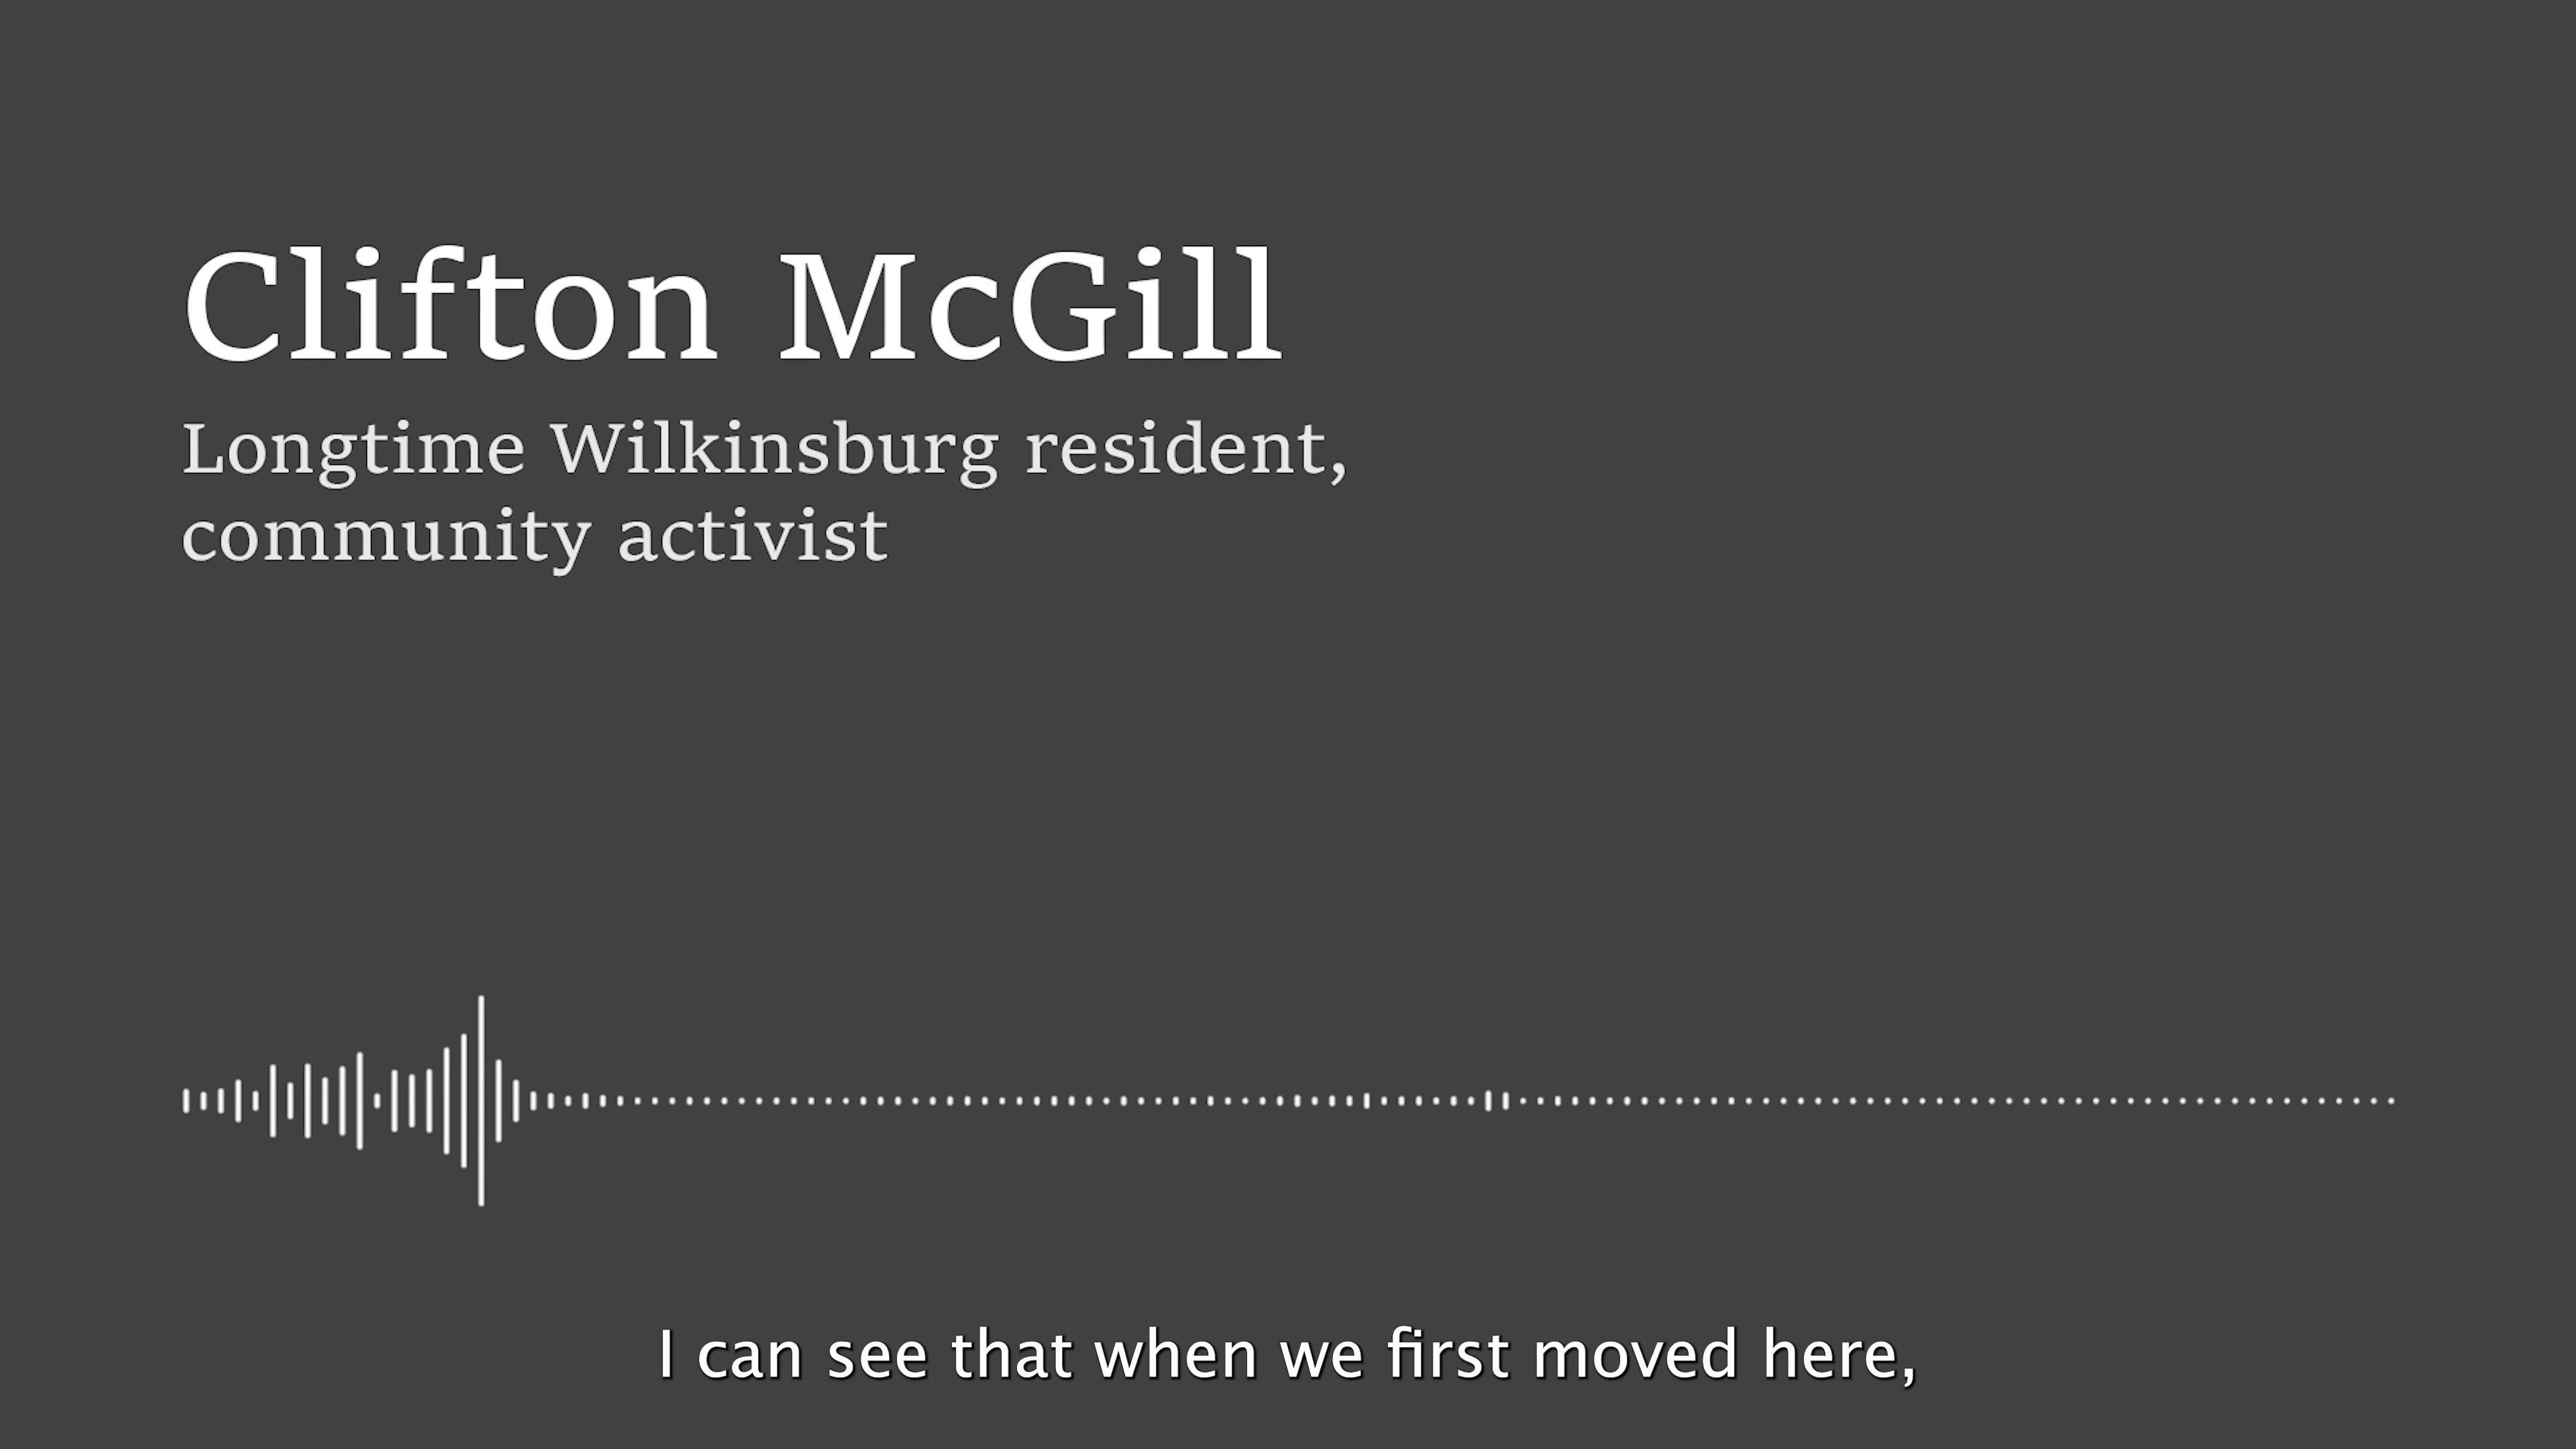 Clifton McGill
Longtime Wilkinsburg resident,
community activist
I can see that when we first moved here,